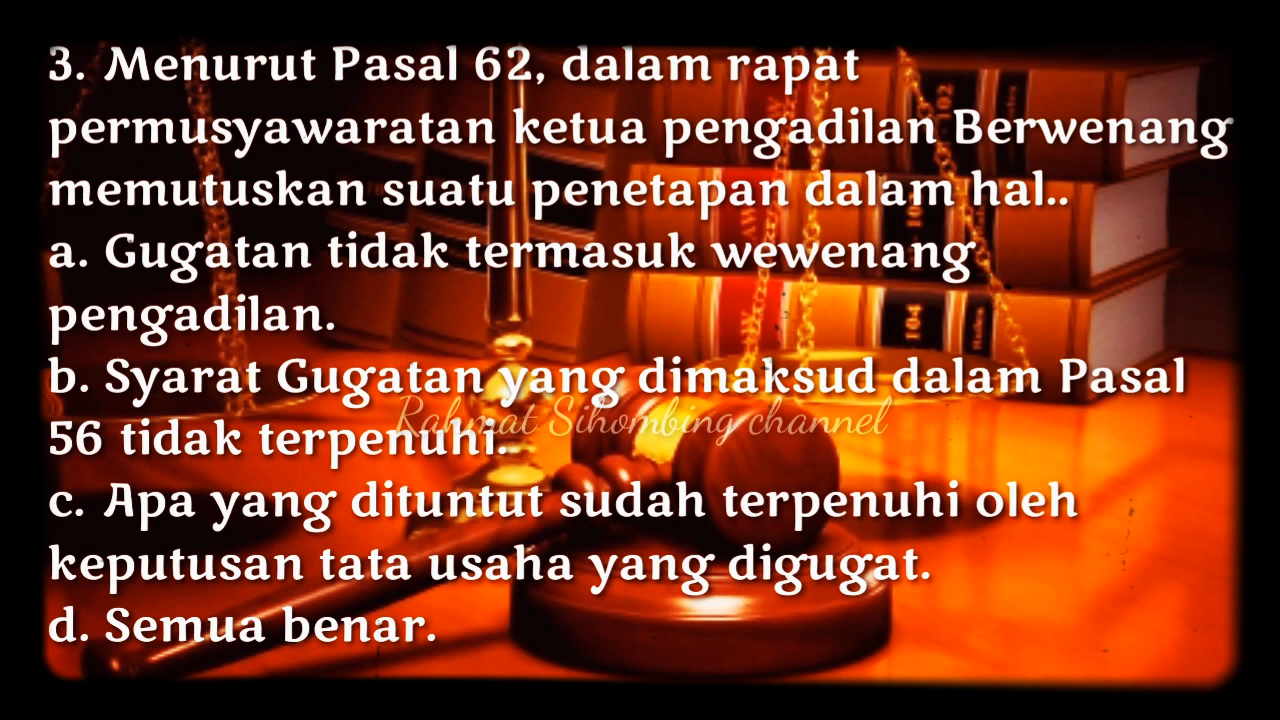 3. Menurut Pasal 62, dalam rapat
permusyawaratan ketua pengadilan Berwenang
memutuskan suatu penetapan dalam hal..
a. Gugatan tidak termasuk wewenang
pengadilan.
b. Syarat Gugatan yang dimaksud dalam Pasal
56 tidak terpenuhi.
Rahmat Sihombing channel
c. Apa yang dituntut sudah terpenuhi oleh
keputusan tata usaha yang digugat.
d. Semua benar.
102
104